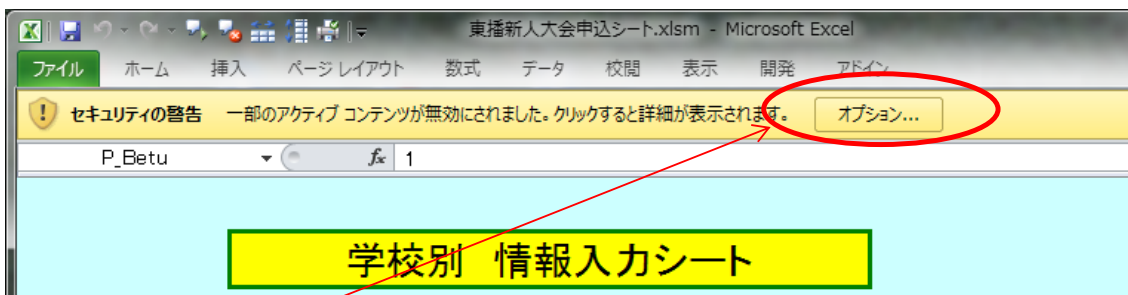 東播新人大会申込シート.xlsm - Microsoft Excel
ファイル ホーム 挿入 ページ レイアウト 数式 データ 校閲 表示 開発 アドイン
セキュリティの警告 一部のアクティブ コンテンツが無効にされました。クリックすると詳細が表示されます。 オプション...
P_Betu fx 1
学校別 情報入力シート